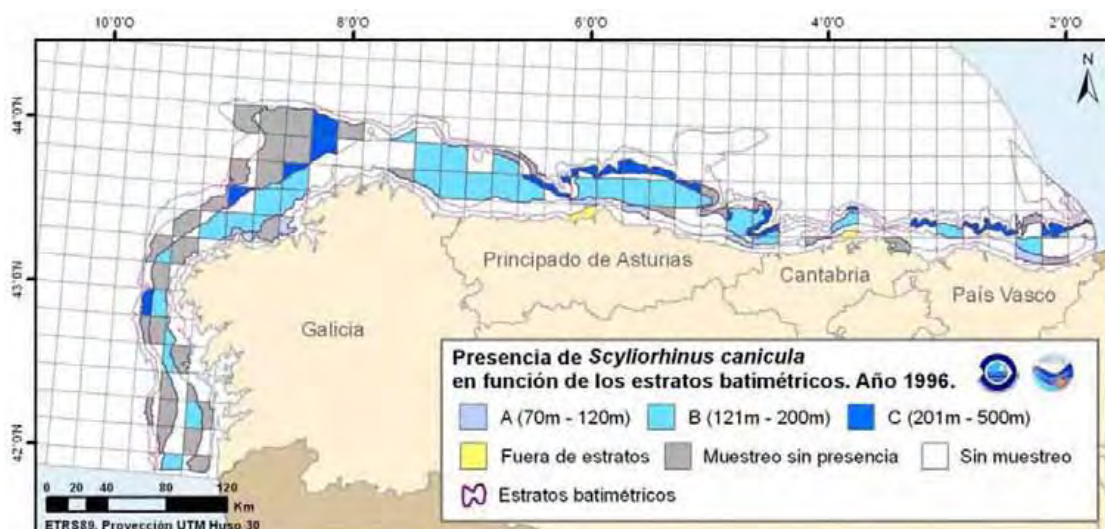 10°0'O 8°0'O 6°0'O 4°0'O 2°0'O
N
44°0'N
43°0'N
42°0'N
Principado de Asturias
Cantabria
País Vasco
Galicia
Presencia de Scyliorhinus canicula
en función de los estratos batimétricos. Año 1996.
A (70m - 120m) B (121m - 200m) C (201m - 500m)
Fuera de estratos Muestreo sin presencia Sin muestreo
Estratos batimétricos
0 20 40 80 120
Km
ETRS89. Proyección UTM Huso 30